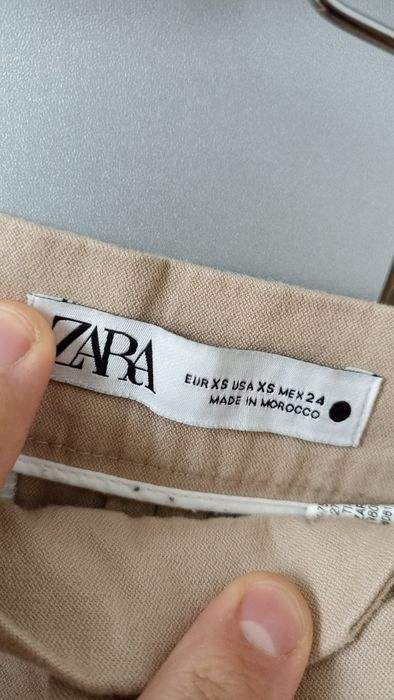 ZARA
EUR XS USA XS MEX 24
MADE IN MOROCCO